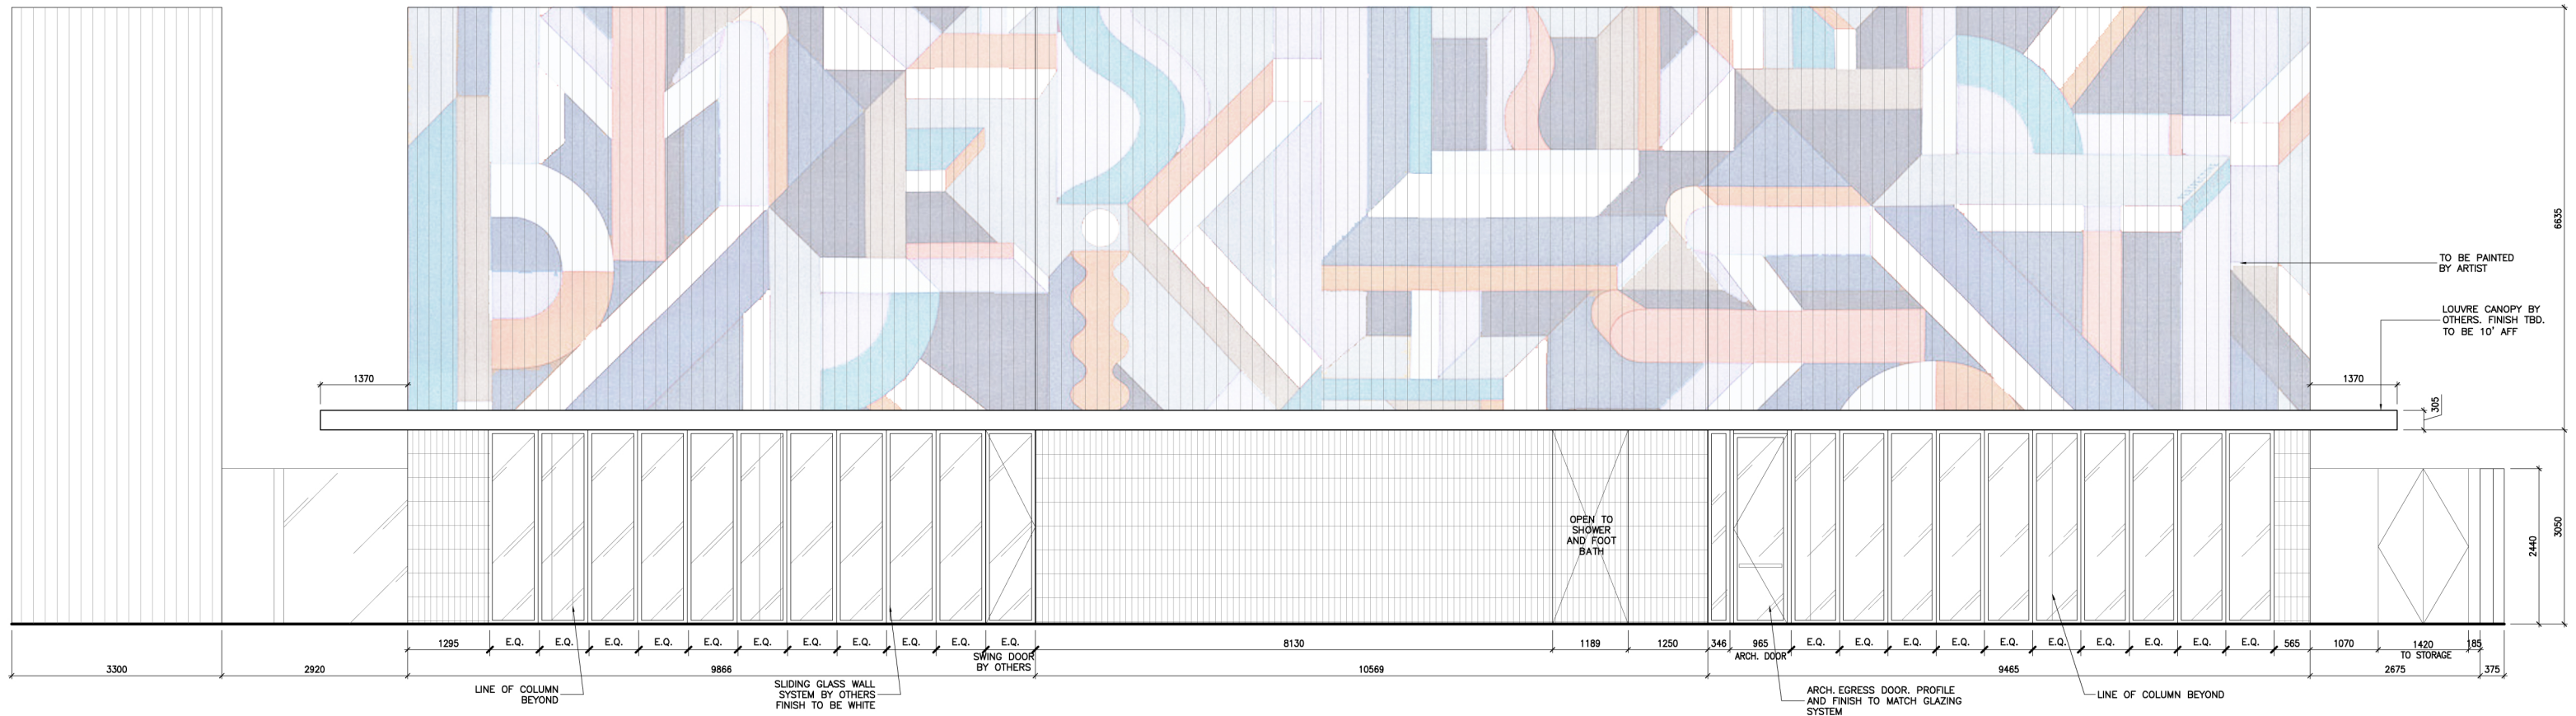 6635
TO BE PAINTED
BY ARTIST
LOUVRE CANOPY BY
OTHERS. FINISH TBD.
TO BE 10' AFF
1370
1370
305
OPEN TO
SHOWER
AND FOOT
BATH
2440
3050
1295 E.Q. E.Q. E.Q. E.Q. E.Q. E.Q. E.Q. E.Q. E.Q. E.Q. E.Q. 8130 1189 1250 346 965 E.Q. E.Q. E.Q. E.Q. E.Q. E.Q. E.Q. E.Q. E.Q. E.Q. 565 1070 1420 185
SWING DOOR
BY OTHERS
ARCH. DOOR
TO STORAGE
3300 2920 9866 10569 9465 2675 375
LINE OF COLUMN
BEYOND
SLIDING GLASS WALL
SYSTEM BY OTHERS
FINISH TO BE WHITE
ARCH. EGRESS DOOR. PROFILE
AND FINISH TO MATCH GLAZING
SYSTEM
LINE OF COLUMN BEYOND